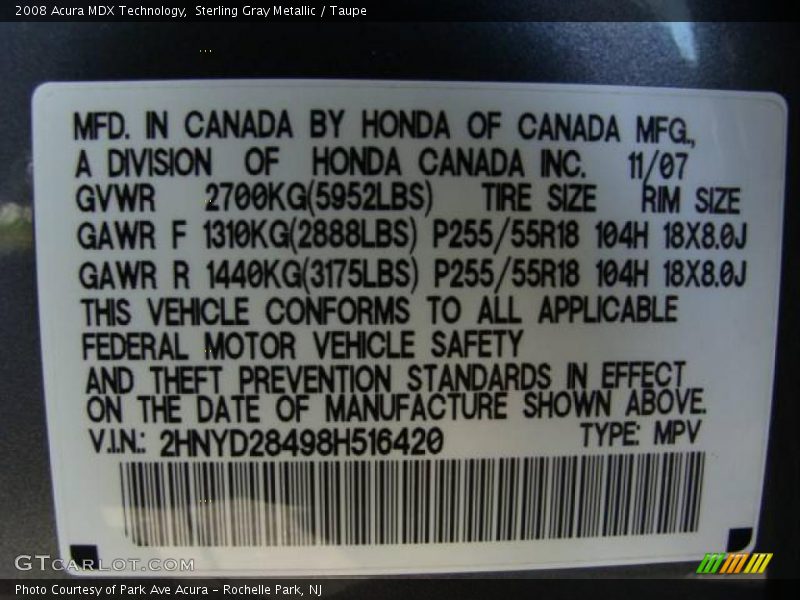 2008 Acura MDX Technology,  Sterling Gray Metallic / Taupe
MFD. IN CANADA BY HONDA OF CANADA MFG.,
A DIVISION OF HONDA CANADA INC. 11/07
GVWR 2700KG(5952LBS) TIRE SIZE RIM SIZE
GAWR F 1310KG(2888LBS) P255/55R18 104H 18X8.0J
GAWR R 1440KG(3175LBS) P255/55R18 104H 18X8.0J
THIS VEHICLE CONFORMS TO ALL APPLICABLE
FEDERAL MOTOR VEHICLE SAFETY
AND THEFT PREVENTION STANDARDS IN EFFECT
ON THE DATE OF MANUFACTURE SHOWN ABOVE.
V.I.N.: 2HNYD28498H516420 TYPE: MPV
GTCARLOT.COM
Photo Courtesy of Park Ave Acura - Rochelle Park, NJ